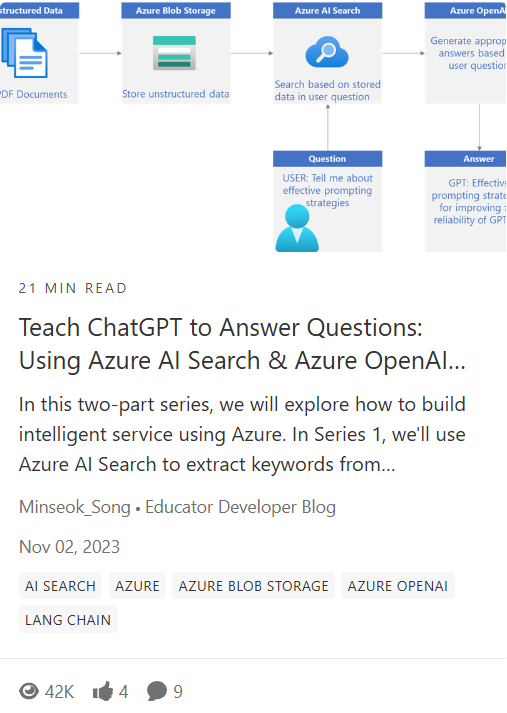 structured Data
Azure Blob Storage
Azure AI Search
Azure OpenAI
PDF Documents
Store unstructured data
Search based on stored
data in user question
Generate approp
answers based
user question
Question
USER: Tell me about
effective prompting
strategies
Answer
GPT: Effectiv
prompting strate
for improving
reliability of GPT
21 MIN READ
Teach ChatGPT to Answer Questions:
Using Azure AI Search & Azure OpenAI...
In this two-part series, we will explore how to build
intelligent service using Azure. In Series 1, we'll use
Azure AI Search to extract keywords from...
Minseok_Song • Educator Developer Blog
Nov 02, 2023
AI SEARCH AZURE AZURE BLOB STORAGE AZURE OPENAI
LANG CHAIN
42K 4 9